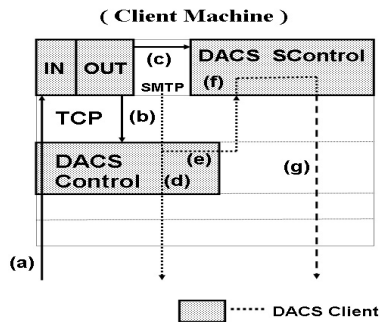 ( Client Machine )
(c)
IN OUT
DACS SControl
(f)
SMTP
TCP
(b)
(e)
DACS
Control
(d)
(g)
(a)
DACS Client